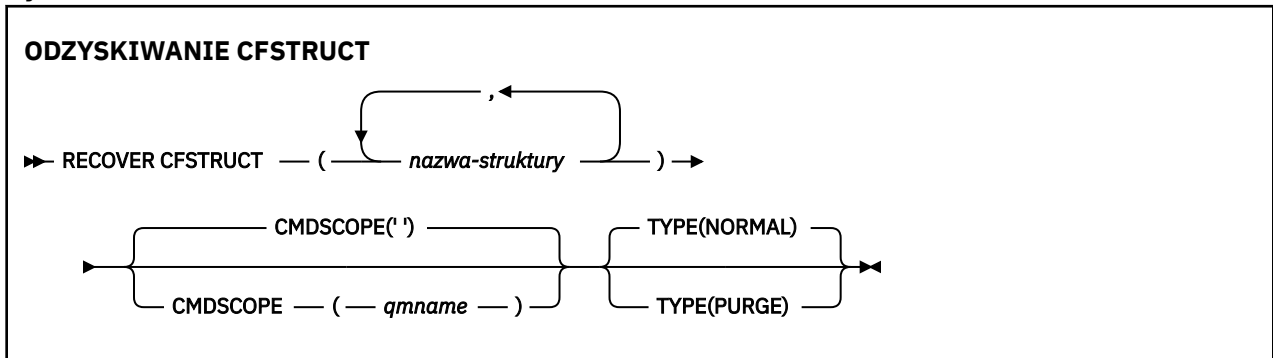 ODZYSKIWANIE CFSTRUCT
,
RECOVER CFSTRUCT ( nazwa-struktury )
CMDSCOPE(' ') TYPE(NORMAL)
CMDSCOPE ( qmname ) TYPE(PURGE)